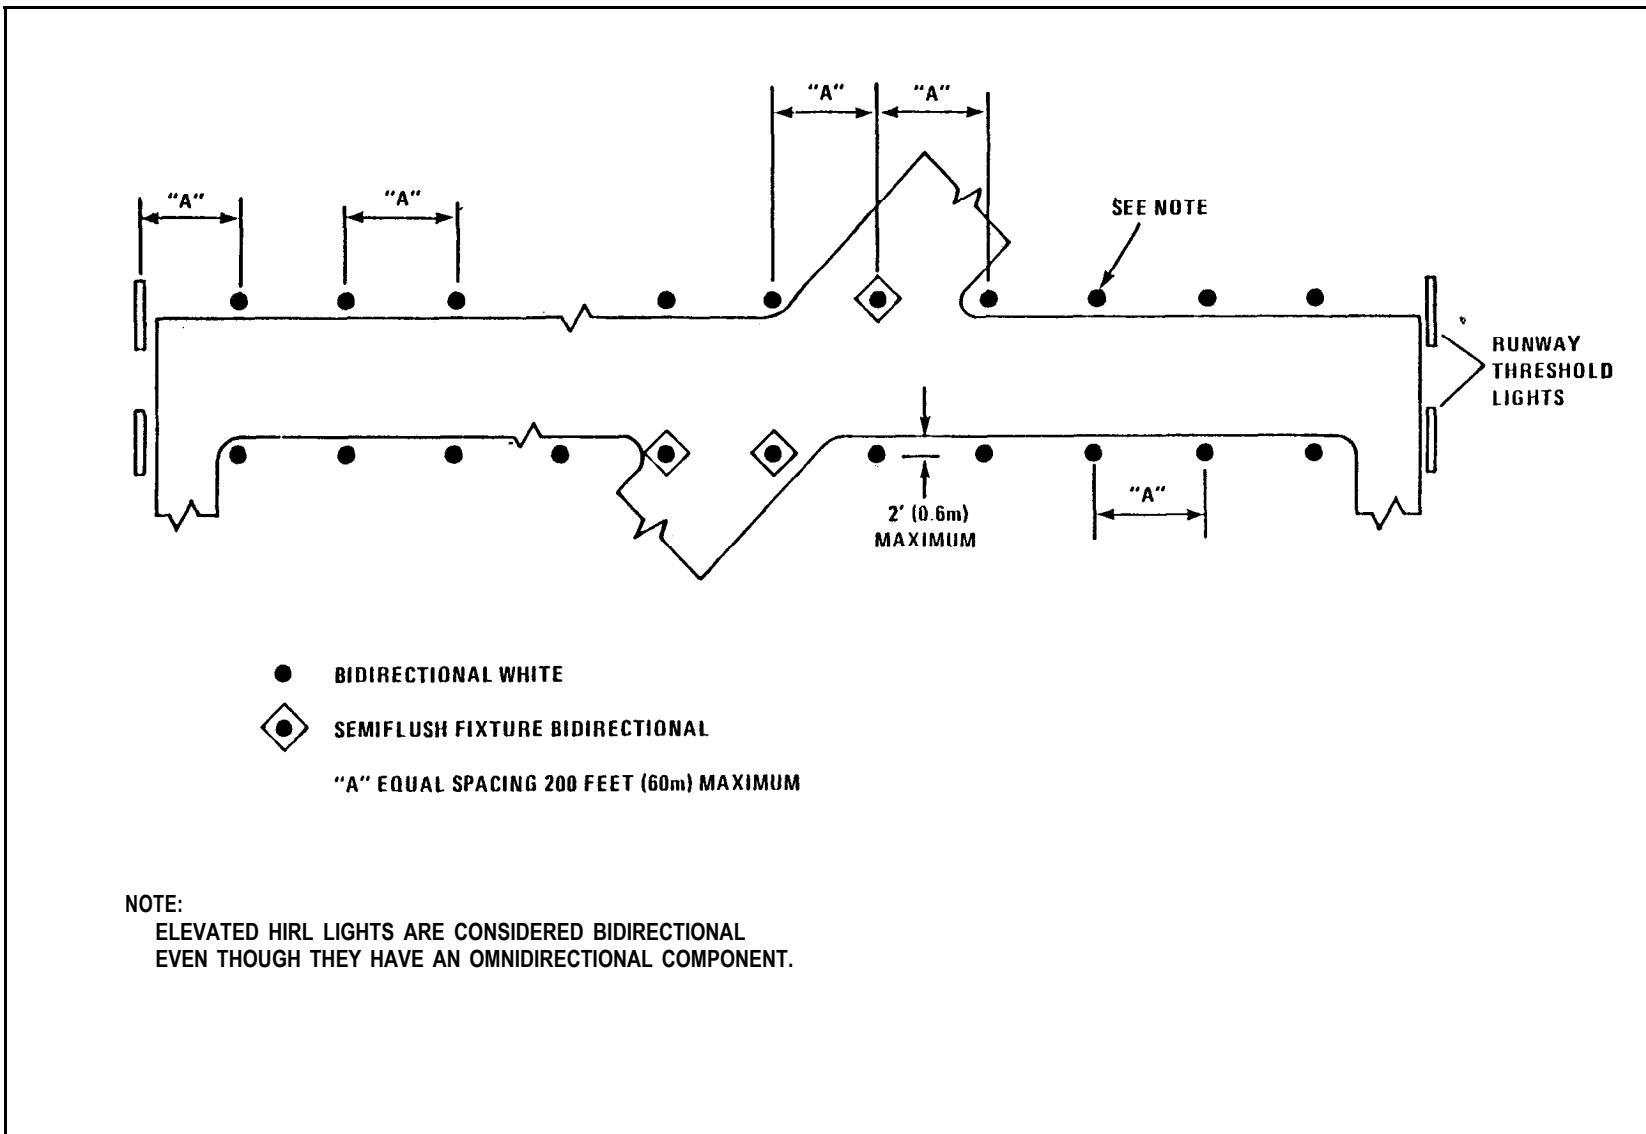 "A" "A"
"A" "A"
SEE NOTE
RUNWAY
THRESHOLD
LIGHTS
"A"
2' (0.6m)
MAXIMUM
BIDIRECTIONAL WHITE
SEMIFLUSH FIXTURE BIDIRECTIONAL
"A" EQUAL SPACING 200 FEET (60m) MAXIMUM
NOTE:
ELEVATED HIRL LIGHTS ARE CONSIDERED BIDIRECTIONAL
EVEN THOUGH THEY HAVE AN OMNIDIRECTIONAL COMPONENT.